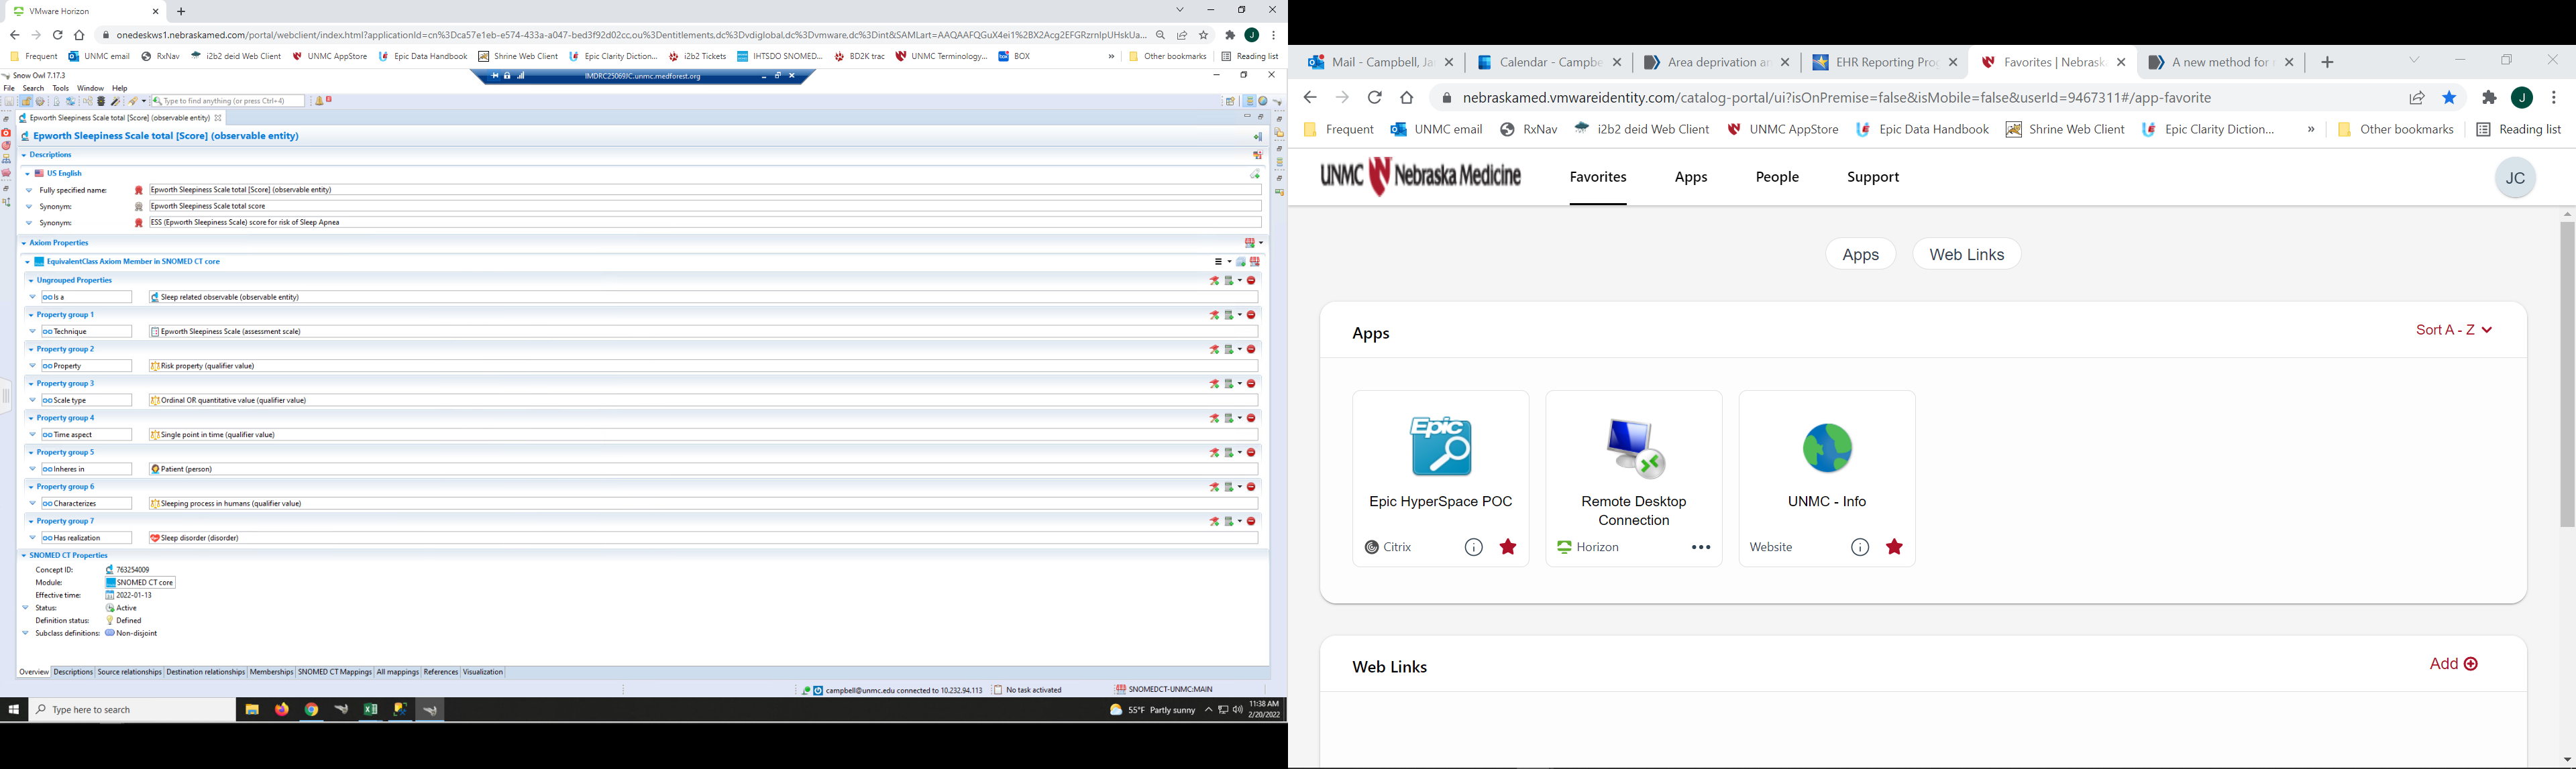 VMware Horizon
onedeskws1.nebraskamed.com/portal/webclient/index.html?applicationId=cn%3Dca57e1eb-e574-433a-a047-bed3f92d02cc,ou%3Dentitlements,dc%3Dvdiglobal,dc%3Dvmware,dc%3Dint&SAMLart=AAQAAFQGuX4ei1%2BX2Acg2EFGRzrnIpUHskUa...
Frequent UNMC email RxNav i2b2 deid Web Client UNMC AppStore Epic Data Handbook Shrine Web Client Epic Clarity Diction... i2b2 Tickets IHTSDO SNOMED... BD2K trac UNMC Terminology... BOX » Other bookmarks Reading list
Snow Owl 7.17.3
IMDRC25069JC.unmc.medforest.org
File Search Tools Window Help
Type to find anything (or press Ctrl+4)
Epworth Sleepiness Scale total [Score] (observable entity)
Epworth Sleepiness Scale total [Score] (observable entity)
Descriptions
US English
Fully specified name: Epworth Sleepiness Scale total [Score] (observable entity)
Synonym: Epworth Sleepiness Scale total score
Synonym: ESS (Epworth Sleepiness Scale) score for risk of Sleep Apnea
Axiom Properties
EquivalentClass Axiom Member in SNOMED CT core
Ungrouped Properties
Is a Sleep related observable (observable entity)
Property group 1
Technique Epworth Sleepiness Scale (assessment scale)
Property group 2
Property Risk property (qualifier value)
Property group 3
Scale type Ordinal OR quantitative value (qualifier value)
Property group 4
Time aspect Single point in time (qualifier value)
Property group 5
Inheres in Patient (person)
Property group 6
Characterizes Sleeping process in humans (qualifier value)
Property group 7
Has realization Sleep disorder (disorder)
SNOMED CT Properties
Concept ID: 763254009
Module: SNOMED CT core
Effective time: 2022-01-13
Status: Active
Definition status: Defined
Subclass definitions: Non-disjoint
Overview Descriptions Source relationships Destination relationships Memberships SNOMED CT Mappings All mappings References Visualization
campbell@unmc.edu connected to 10.232.94.113 No task activated SNOMEDCT-UNMC:MAIN
Type here to search
55°F Partly sunny
11:38 AM
2/20/2022
Mail - Campbell, Ja Calendar - Campbe Area deprivation an EHR Reporting Pro Favorites | Nebrask A new method for
nebraskamed.vmwareidentity.com/catalog-portal/ui?isOnPremise=false&isMobile=false&userId=9467311#/app-favorite
J
Frequent UNMC email RxNav i2b2 deid Web Client UNMC AppStore Epic Data Handbook Shrine Web Client Epic Clarity Diction... » Other bookmarks Reading list
UNMC Nebraska Medicine
Favorites Apps People Support
JC
Apps Web Links
Apps
Sort A - Z
Epic
Epic HyperSpace POC
Citrix
Remote Desktop
Connection
Horizon
UNMC - Info
Website
Web Links
Add